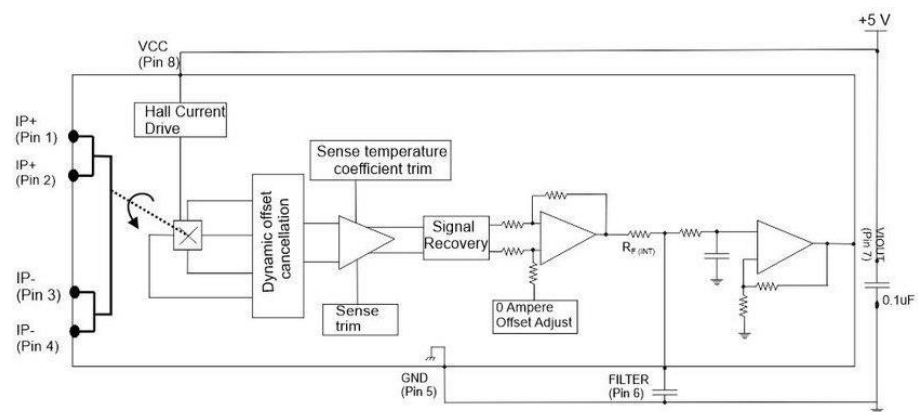 +5 V
VCC
(Pin 8)
Hall Current
Drive
IP+
(Pin 1)
IP+
(Pin 2)
IP-
(Pin 3)
IP-
(Pin 4)
Dynamic offset
cancellation
Sense temperature
coefficient trim
Sense
trim
Signal
Recovery
0 Ampere
Offset Adjust
RF (INT)
VIOUT
(Pin 7)
0.1uF
GND
(Pin 5)
FILTER
(Pin 6)